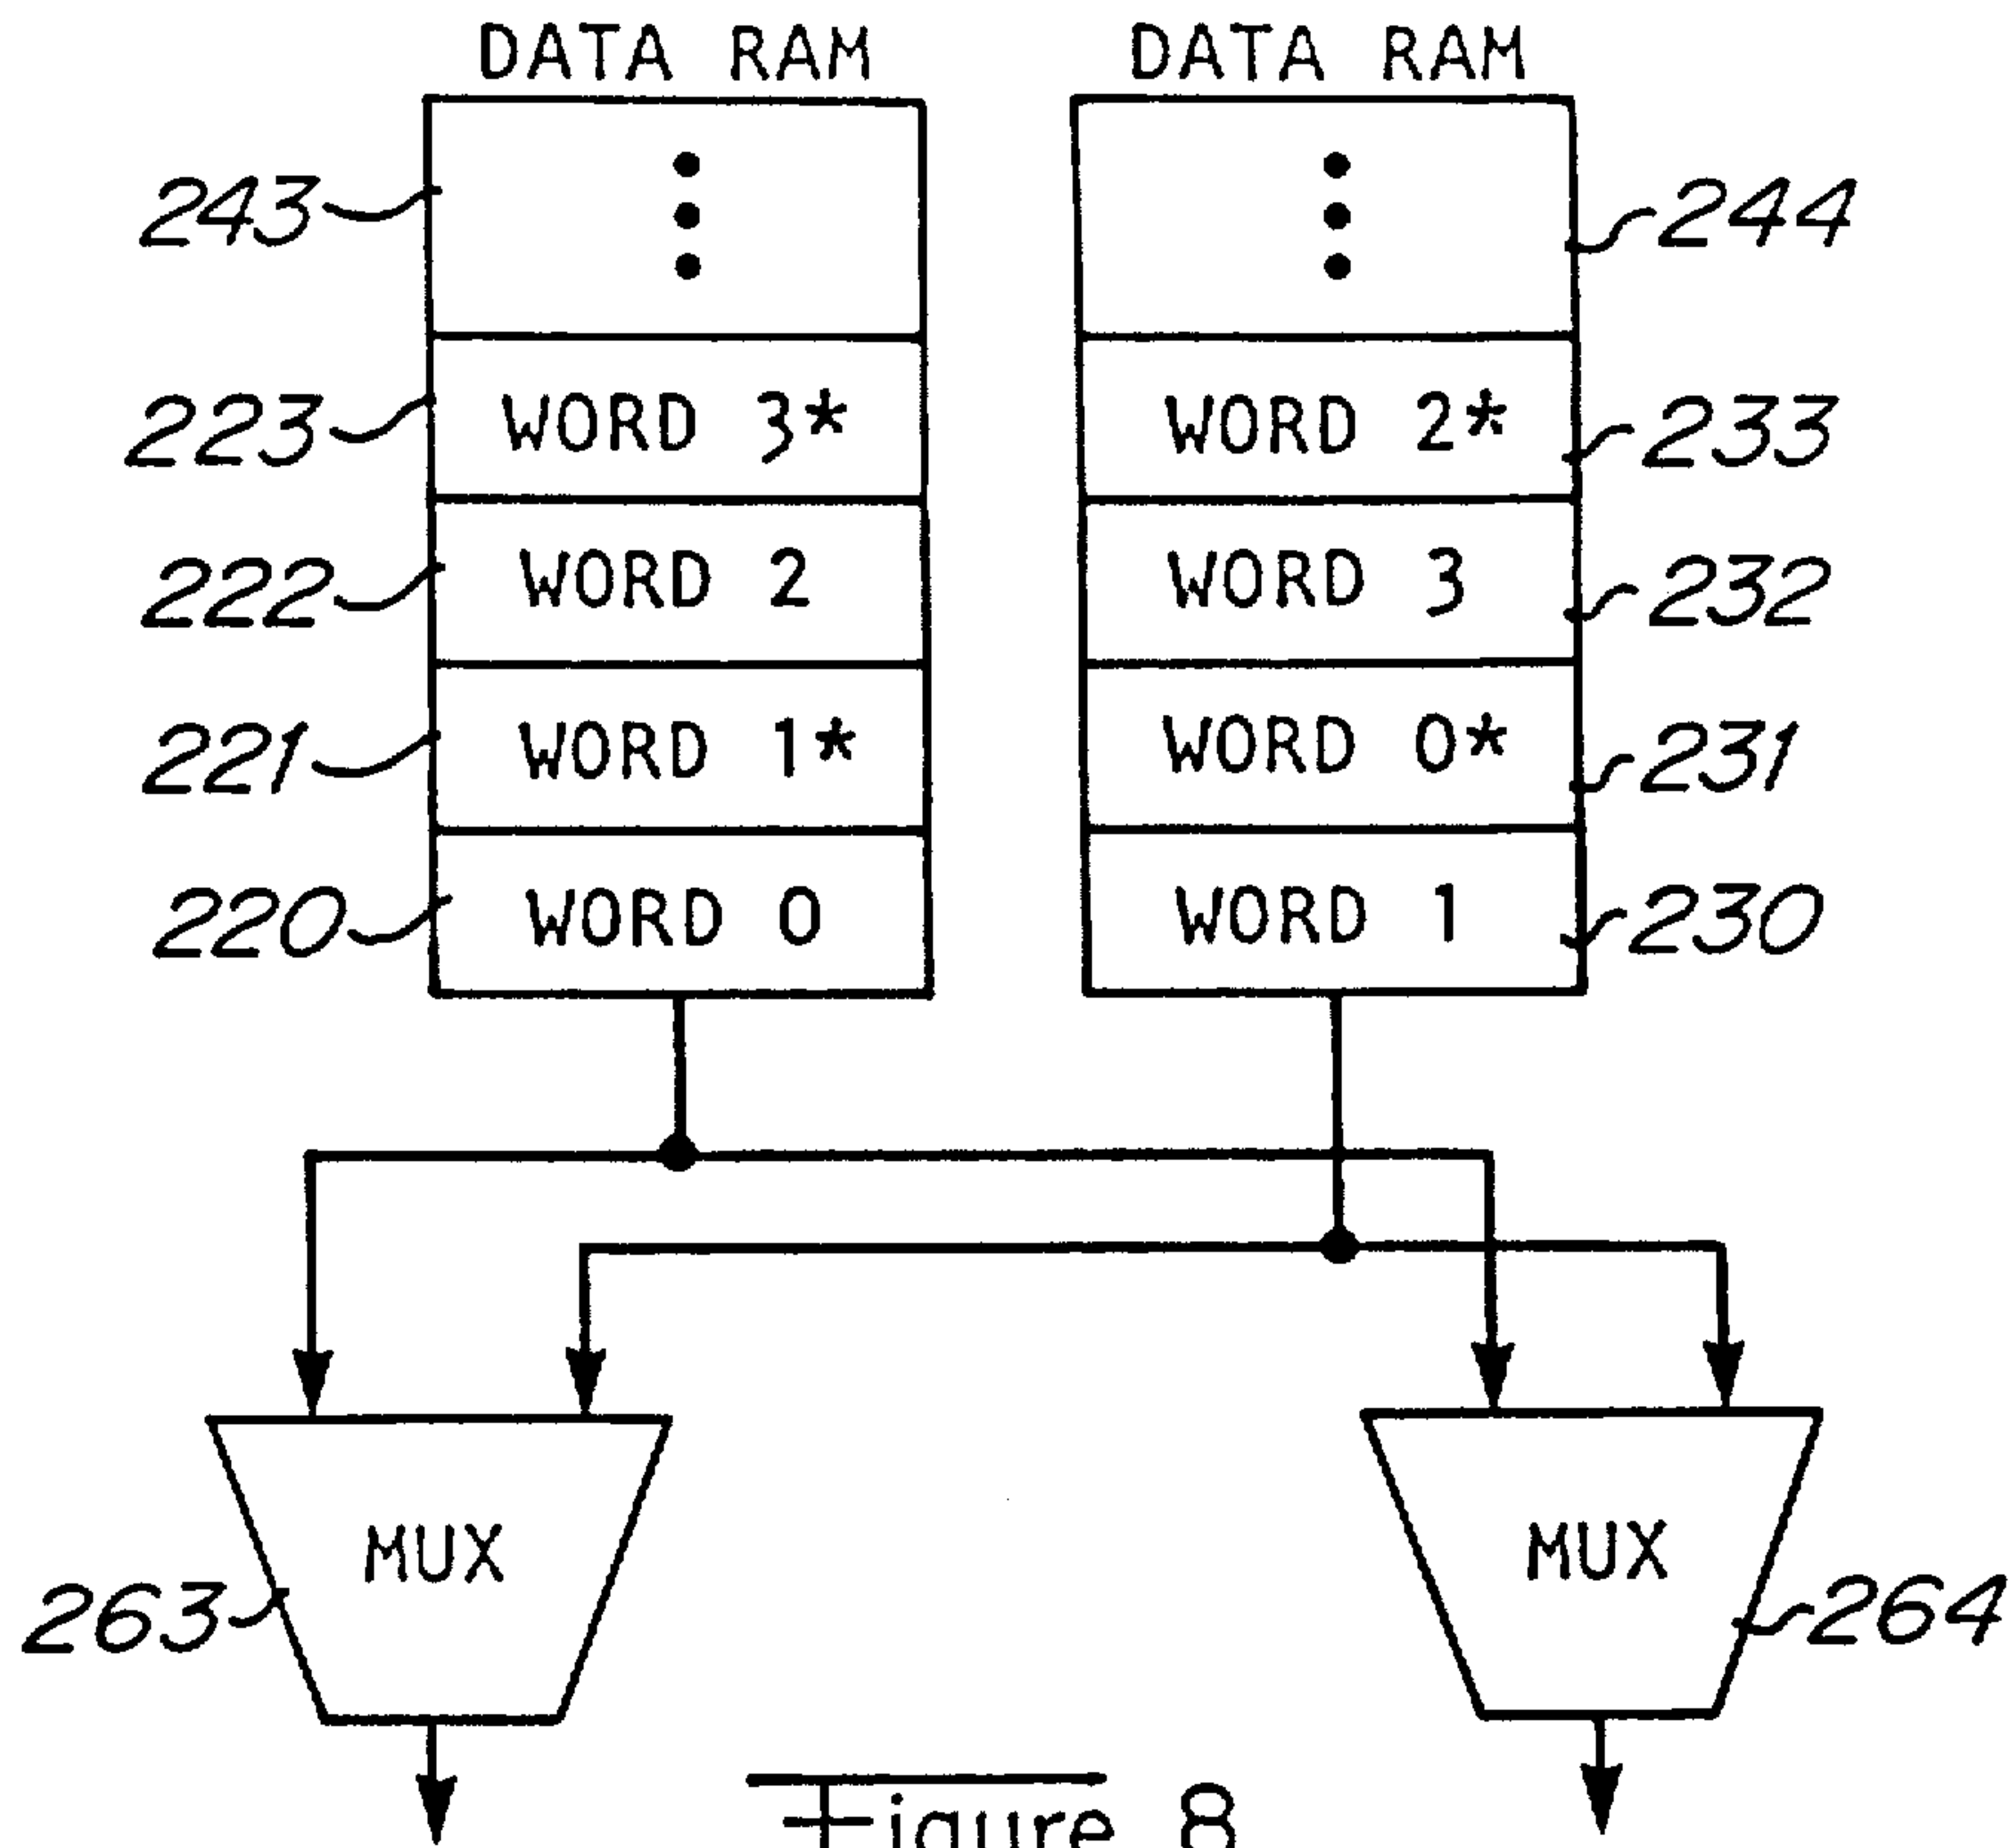 DATA RAM DATA RAM
243 244
223 WORD 3* WORD 2* 233
222 WORD 2 WORD 3 232
221 WORD 1* WORD 0* 231
220 WORD 0 WORD 1 230
MUX MUX
263 264
Figure 8